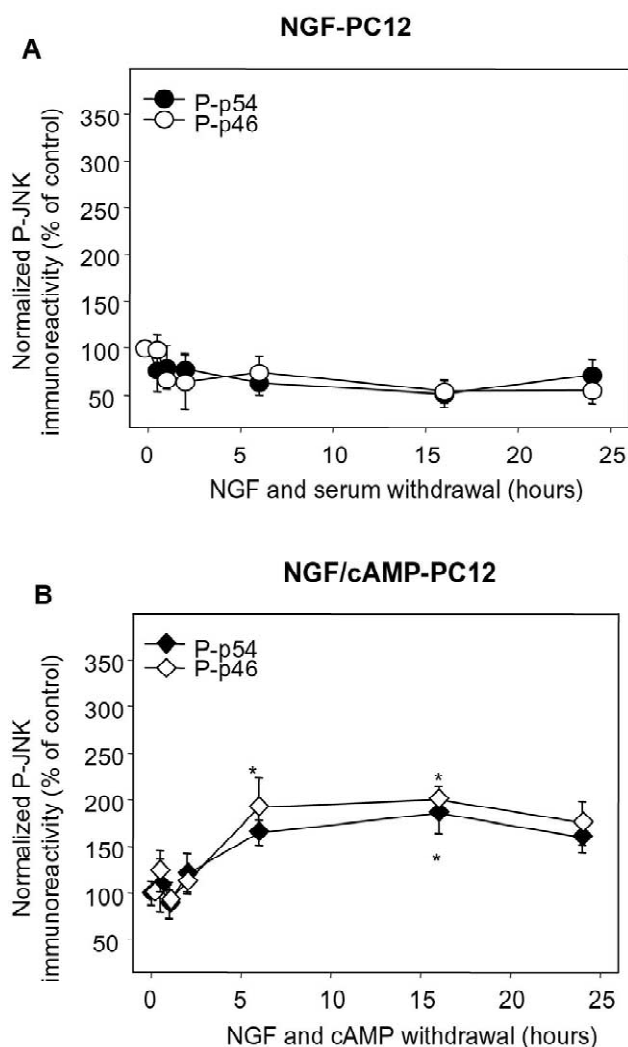 NGF-PC12
A
P-p54
P-p46
350
300
250
200
150
100
50
Normalized P-JNK
immunoreactivity (% of control)
0 5 10 15 20 25
NGF and serum withdrawal (hours)
NGF/cAMP-PC12
B
P-p54
P-p46
350
300
250
200
150
100
50
Normalized P-JNK
immunoreactivity (% of control)
*
*
*
0 5 10 15 20 25
NGF and cAMP withdrawal (hours)